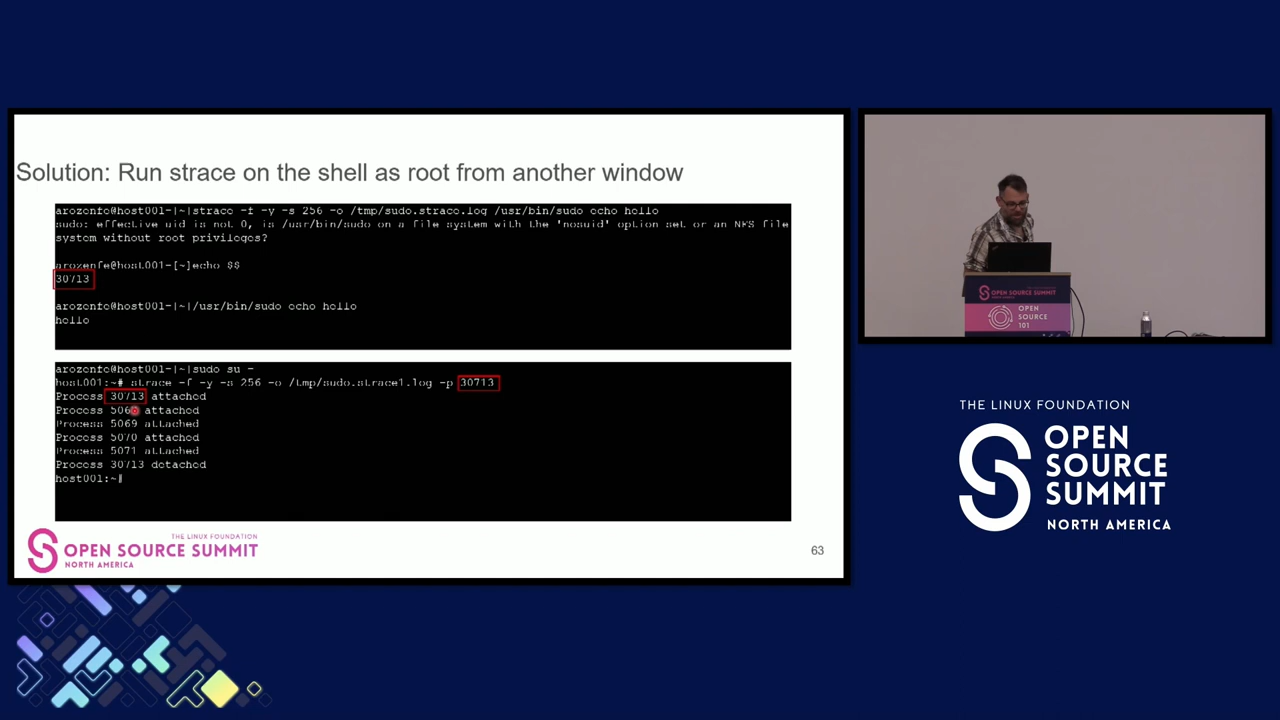 Solution: Run strace on the shell as root from another window
arozenfe@host001-[~]strace -f -y -s 256 -o /tmp/sudo.strace.log /usr/bin/sudo echo hello
sudo: effective uid is not 0, is /usr/bin/sudo on a file system with the 'nosuid' option set or an NFS file
system without root privileges?
arozenfe@host001-[~]echo $$
30713
arozenfe@host001-[~]/usr/bin/sudo echo hello
hello
arozenfe@host001-[~]sudo su -
host001:~# strace -f -y -s 256 -o /tmp/sudo.strace1.log -p 30713
Process 30713 attached
Process attached
Process 5069 attached
Process 5070 attached
Process 5071 attached
Process 30713 detached
host001:~#
THE LINUX FOUNDATION
OPEN SOURCE SUMMIT
NORTH AMERICA
63
OPEN SOURCE SUMMIT
OPEN
SOURCE
101
THE LINUX FOUNDATION
OPEN
SOURCE
SUMMIT
NORTH AMERICA